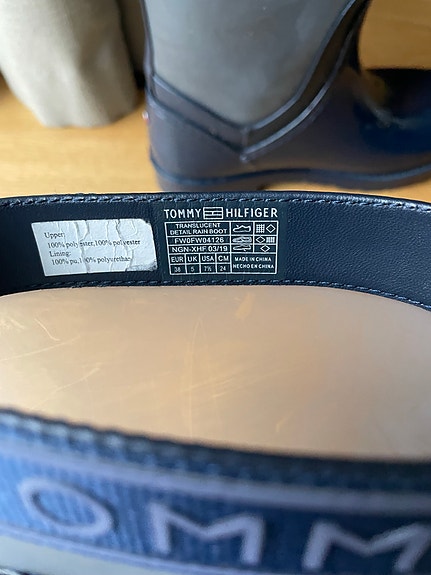 Upper:
100% polyester,100% polyester
Lining:
100% pu,100% polyurethan
TOMMY HILFIGER
TRANSLUCENT
DETAIL RAIN BOOT
FW0FW04126
NGN-XHF 03/19
EUR UK USA CM
38 5 7½ 24
MADE IN CHINA
HECHO EN CHINA
OMM